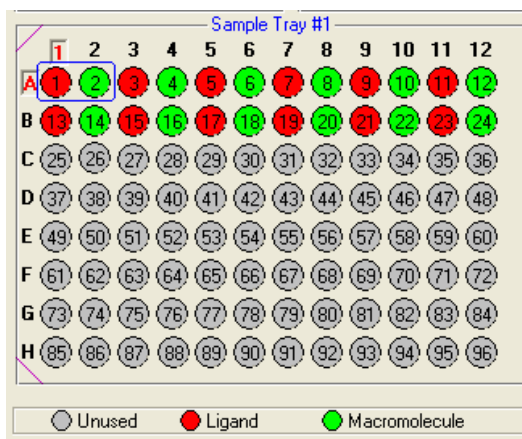 Sample Tray #1
1 2 3 4 5 6 7 8 9 10 11 12
A 1 2 3 4 5 6 7 8 9 10 11 12
B 13 14 15 16 17 18 19 20 21 22 23 24
C 25 26 27 28 29 30 31 32 33 34 35 36
D 37 38 39 40 41 42 43 44 45 46 47 48
E 49 50 51 52 53 54 55 56 57 58 59 60
F 61 62 63 64 65 66 67 68 69 70 71 72
G 73 74 75 76 77 78 79 80 81 82 83 84
H 85 86 87 88 89 90 91 92 93 94 95 96
Unused Ligand Macromolecule